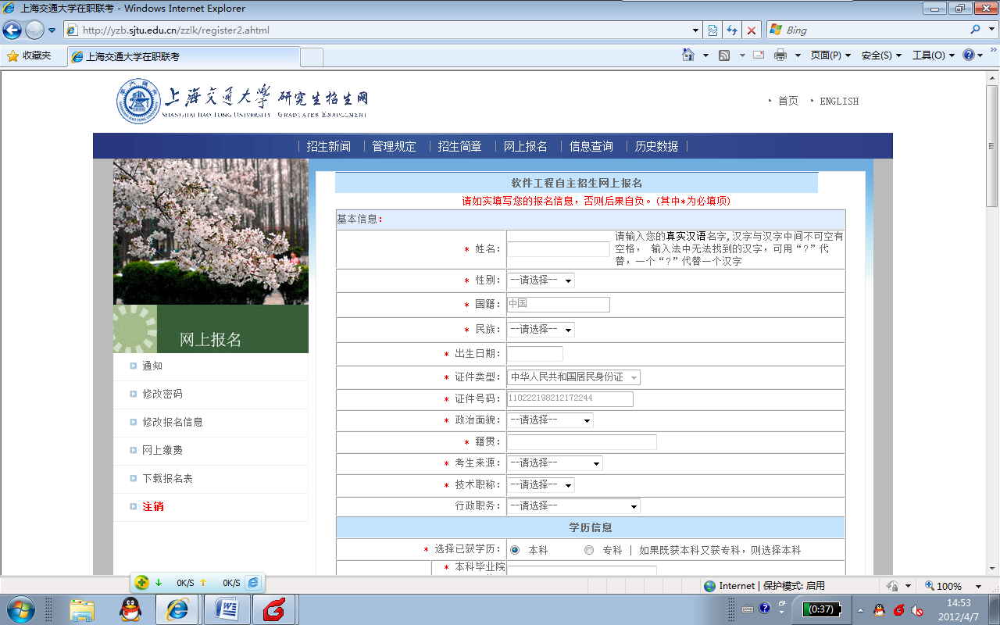 上海交通大学在职联考 - Windows Internet Explorer
http://yzb.sjtu.edu.cn/zzlk/register2.ahtml
Bing
收藏夹
上海交通大学在职联考
页面(P)
安全(S)
工具(O)
上海交通大学 研究生招生网
SHANGHAI JIAO TONG UNIVERSITY GRADUATES ENROLLMENT
· 首页 · ENGLISH
| 招生新闻 | 管理规定 | 招生简章 | 网上报名 | 信息查询 | 历史数据 |
网上报名
通知
修改密码
修改报名信息
网上缴费
下载报名表
注销
软件工程自主招生网上报名
请如实填写您的报名信息，否则后果自负。(其中*为必填项)
基本信息：
* 姓名：
请输入您的真实汉语名字,汉字与汉字中间不可空有
空格， 输入法中无法找到的汉字，可用“?”代
替，一个“?”代替一个汉字
* 性别： --请选择--
* 国籍： 中国
* 民族： --请选择--
* 出生日期：
* 证件类型： 中华人民共和国居民身份证
* 证件号码： 110222198212172244
* 政治面貌： --请选择--
* 籍贯：
* 考生来源： --请选择--
* 技术职称： --请选择--
行政职务： --请选择--
学历信息
* 选择已获学历： 本科 专科 | 如果既获本科又获专科，则选择本科
* 本科毕业院
0K/S 0K/S
Internet | 保护模式: 启用
100%
(0:37)
14:53
2012/4/7